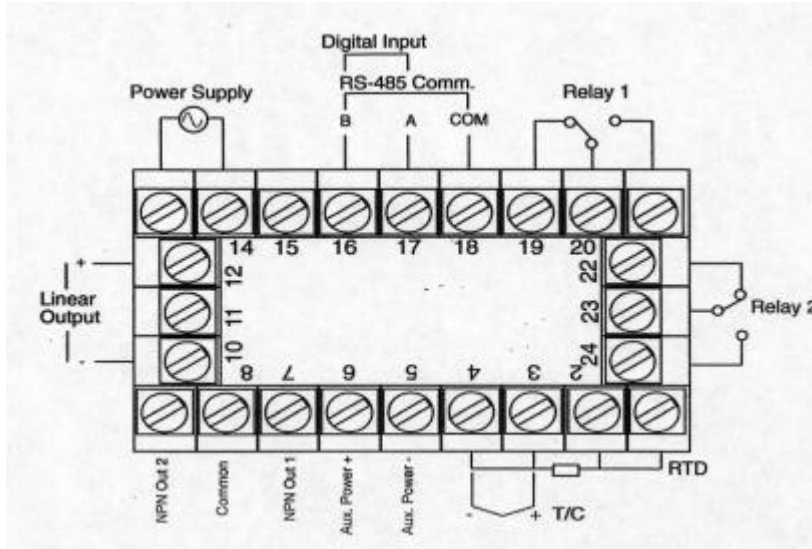 Digital Input
RS-485 Comm.
Power Supply
Relay 1
B A COM
14 15 16 17 18 19 20
+
12
22
Linear
Output
11
23
Relay 2
-
10
24
8 7 6 5 4 3 2
NPN Out 2
Common
NPN Out 1
Aux. Power +
Aux. Power -
RTD
- + T/C